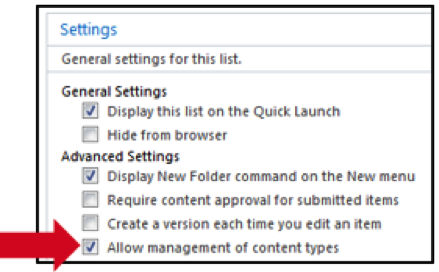 Settings
General settings for this list.
General Settings
Display this list on the Quick Launch
Hide from browser
Advanced Settings
Display New Folder command on the New menu
Require content approval for submitted items
Create a version each time you edit an item
Allow management of content types